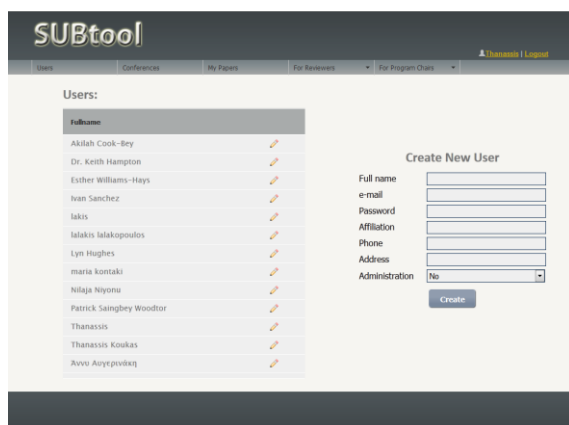 SUBtool
Thanassis | Logout
Users Conferences My Papers For Reviewers For Program Chairs
Users:
Fullname
Akilah Cook-Bey
Dr. Keith Hampton
Esther Williams-Hays
Ivan Sanchez
lakis
lalakis lalakopoulos
Lyn Hughes
maria kontaki
Nilaja Niyonu
Patrick Saingbey Woodtor
Thanassis
Thanassis Koukas
Άννυ Αυγερινάκη
Create New User
Full name
e-mail
Password
Affiliation
Phone
Address
Administration No
Create